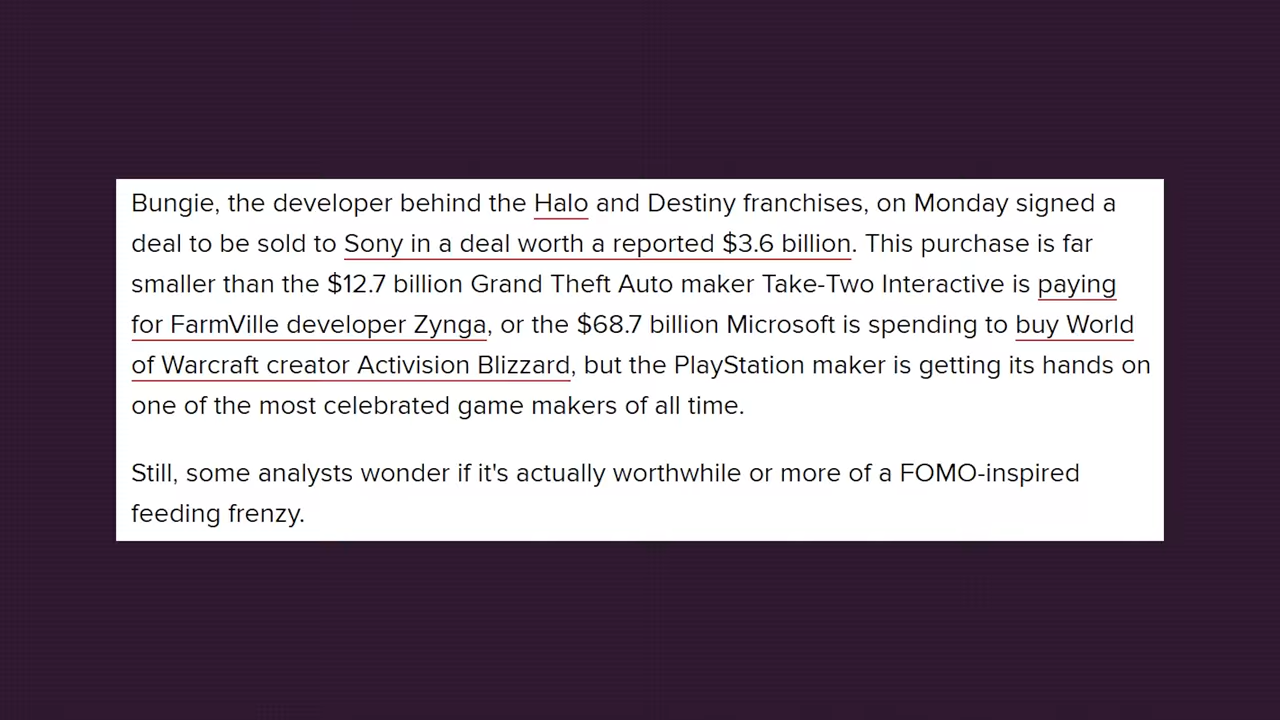 Bungie, the developer behind the Halo and Destiny franchises, on Monday signed a
deal to be sold to Sony in a deal worth a reported $3.6 billion. This purchase is far
smaller than the $12.7 billion Grand Theft Auto maker Take-Two Interactive is paying
for FarmVille developer Zynga, or the $68.7 billion Microsoft is spending to buy World
of Warcraft creator Activision Blizzard, but the PlayStation maker is getting its hands on
one of the most celebrated game makers of all time.
Still, some analysts wonder if it's actually worthwhile or more of a FOMO-inspired
feeding frenzy.